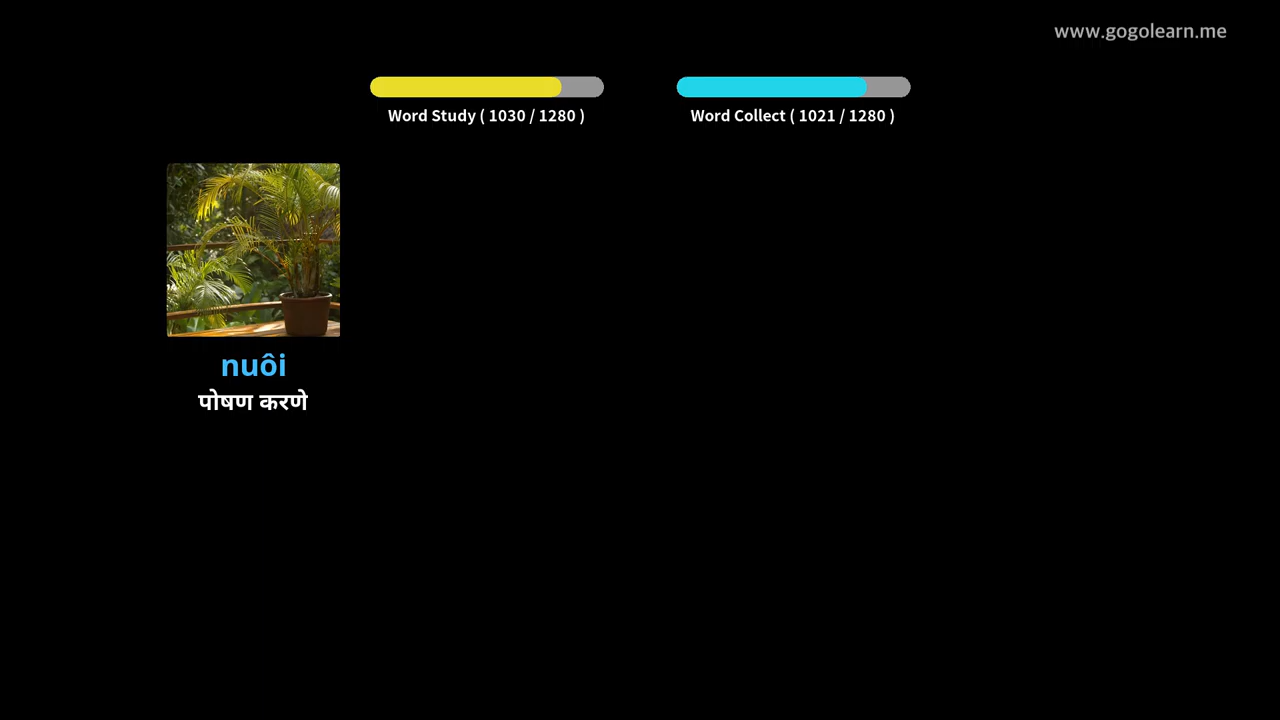 www.gogolearn.me
Word Study ( 1030 / 1280 )
Word Collect ( 1021 / 1280 )
nuôi
पोषण करणे